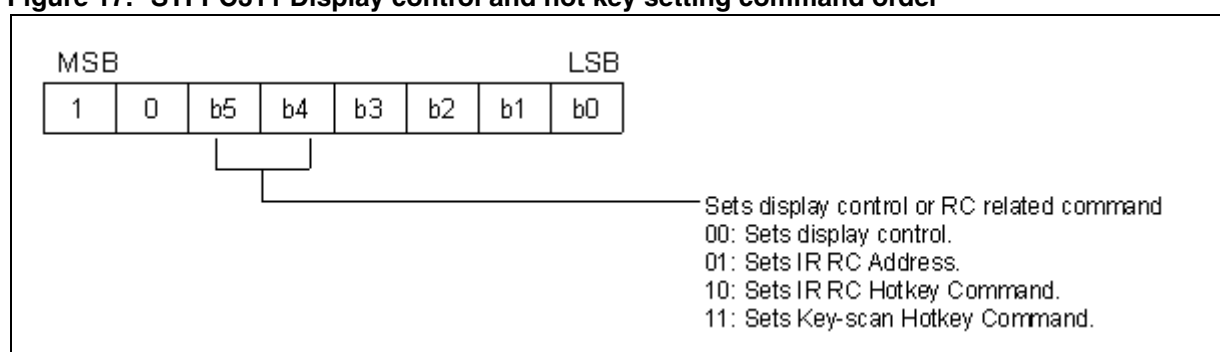 MSB LSB
1 0 b5 b4 b3 b2 b1 b0
Sets display control or RC related command
00: Sets display control.
01: Sets IR RC Address.
10: Sets IR RC Hotkey Command.
11: Sets Key-scan Hotkey Command.